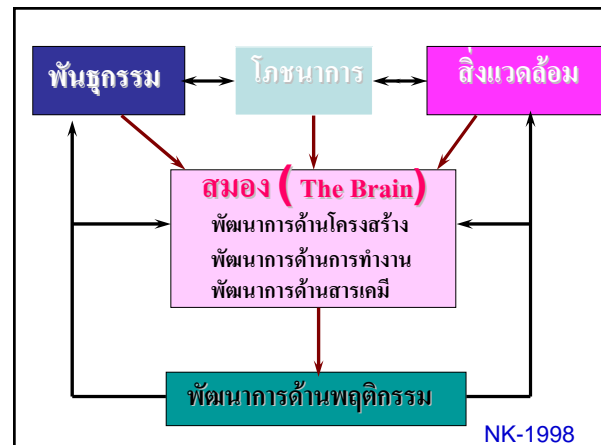 พันธุกรรม
โภชนาการ
สิ่งแวดล้อม
สมอง ( The Brain)
พัฒนาการด้านโครงสร้าง
พัฒนาการด้านการทำงาน
พัฒนาการด้านสารเคมี
พัฒนาการด้านพฤติกรรม
NK-1998